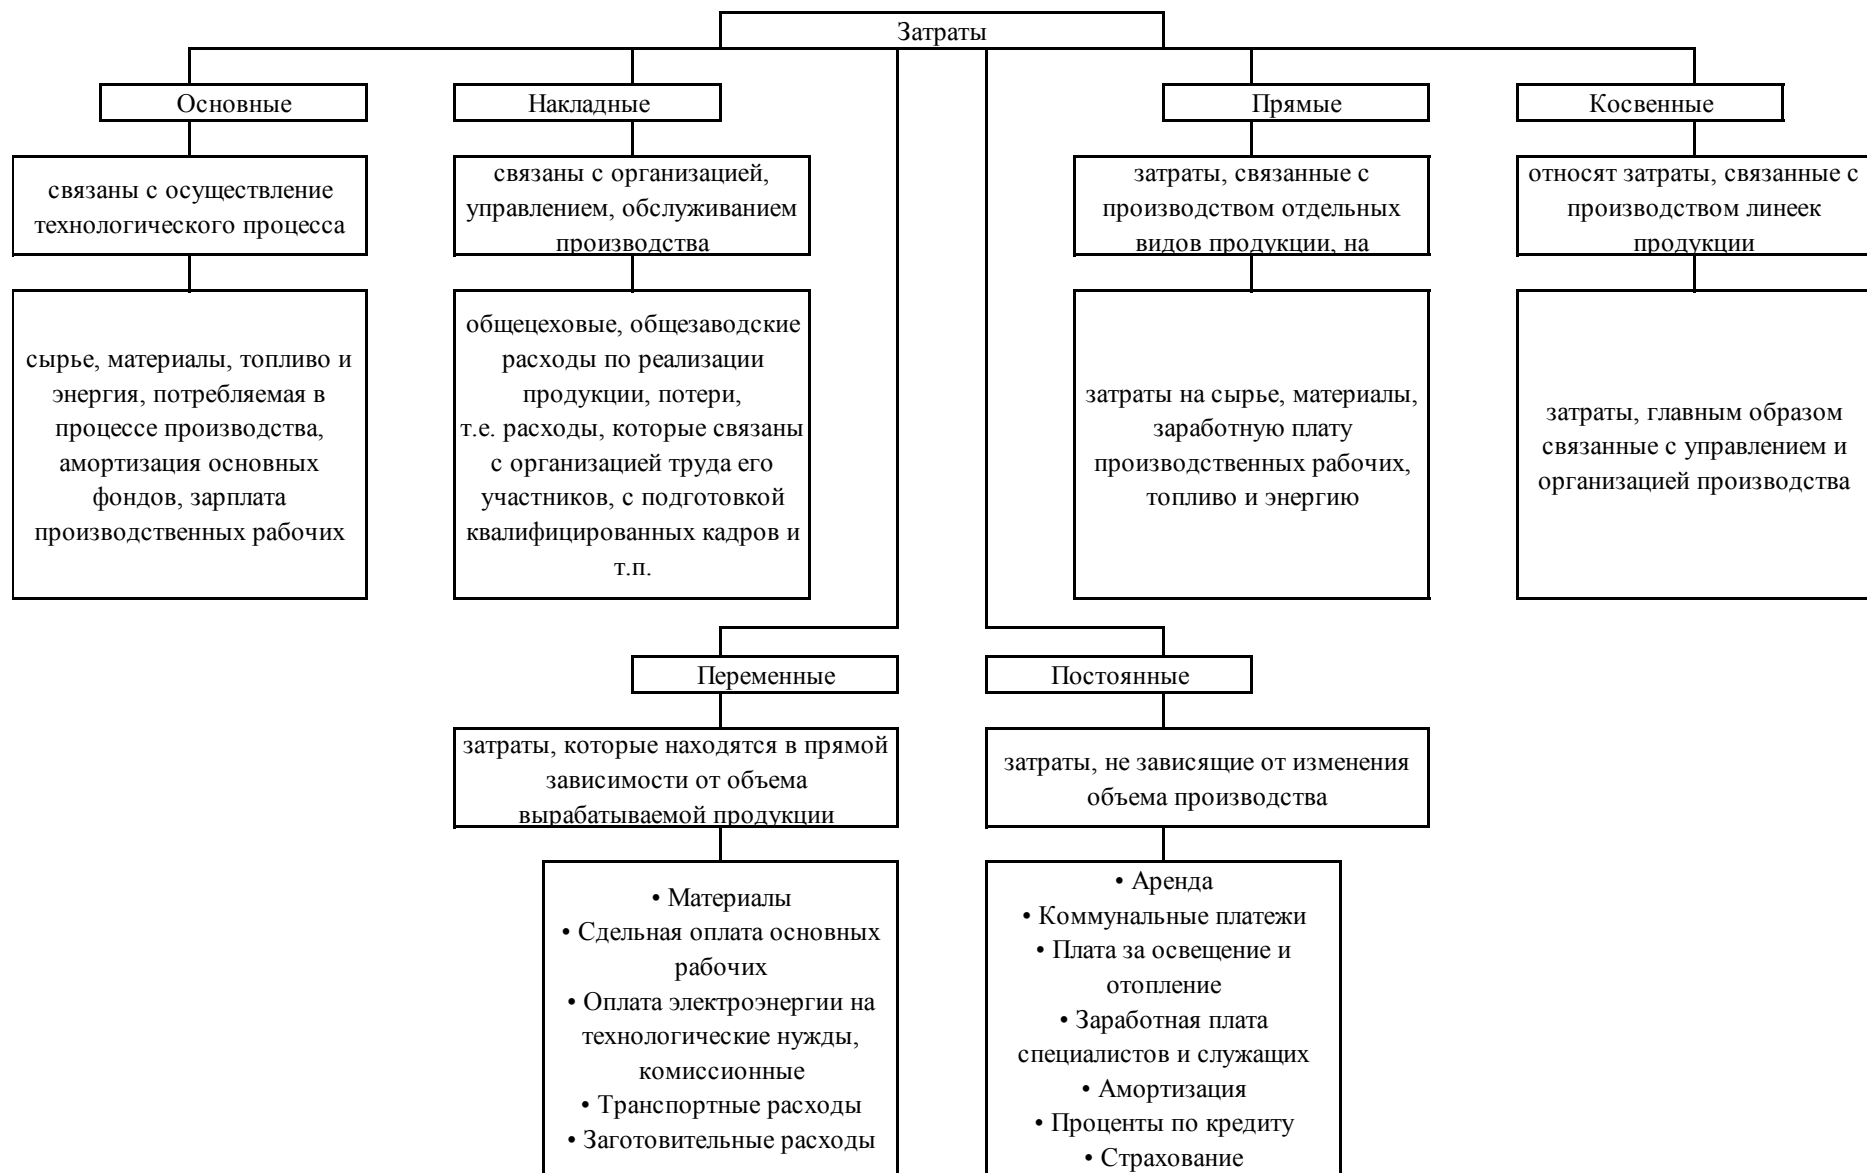 Затраты
Основные
Накладные
Прямые
Косвенные
связаны с осуществление
технологического процесса
связаны с организацией,
управлением, обслуживанием
производства
затраты, связанные с
производством отдельных
видов продукции, на
относят затраты, связанные с
производством линеек
продукции
сырье, материалы, топливо и
энергия, потребляемая в
процессе производства,
амортизация основных
фондов, зарплата
производственных рабочих
общецеховые, общезаводские
расходы по реализации
продукции, потери,
т.е. расходы, которые связаны
с организацией труда его
участников, с подготовкой
квалифицированных кадров и
т.п.
затраты на сырье, материалы,
заработную плату
производственных рабочих,
топливо и энергию
затраты, главным образом
связанные с управлением и
организацией производства
Переменные
Постоянные
затраты, которые находятся в прямой
зависимости от объема
вырабатываемой продукции
затраты, не зависящие от изменения
объема производства
• Материалы
• Сдельная оплата основных
рабочих
• Оплата электроэнергии на
технологические нужды,
комиссионные
• Транспортные расходы
• Заготовительные расходы
• Аренда
• Коммунальные платежи
• Плата за освещение и
отопление
• Заработная плата
специалистов и служащих
• Амортизация
• Проценты по кредиту
• Страхование